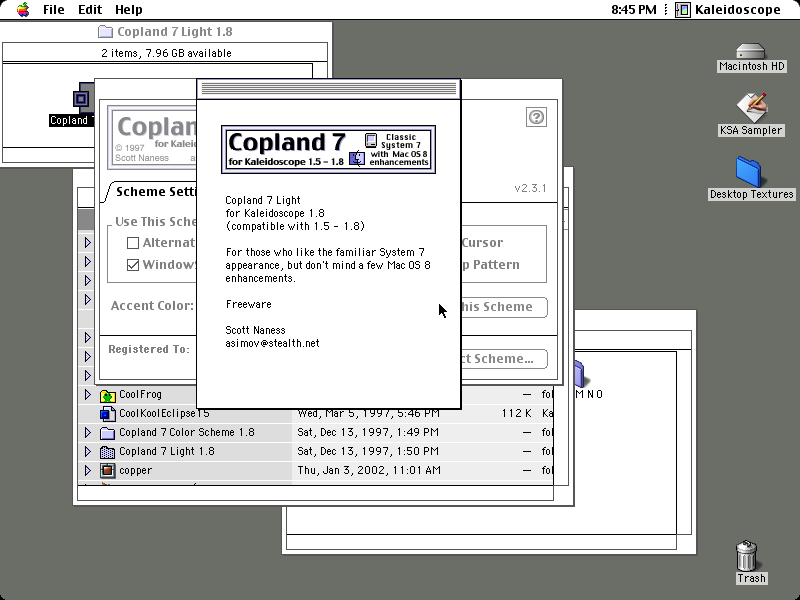 File Edit Help
8:45 PM Kaleidoscope
Copland 7 Light 1.8
2 items, 7.96 GB available
Copland 7
Macintosh HD
KSA Sampler
Desktop Textures
Trash
© 1997
Scott Naness
for Kalei
Scheme Setti
v2.3.1
Use This Sche
Alternat
Cursor
Window
p Pattern
Accent Color:
his Scheme
Registered To:
ct Scheme...
Copland 7
for Kaleidoscope 1.5 - 1.8
Classic
System 7
with Mac OS 8
enhancements
Copland 7 Light
for Kaleidoscope 1.8
(compatible with 1.5 - 1.8)
For those who like the familiar System 7
appearance, but don't mind a few Mac OS 8
enhancements.
Freeware
Scott Naness
asimov@stealth.net
CoolFrog — fol
CoolKoolEclipse15 Wed, Mar 5, 1997, 5:46 PM 112 K Ka
Copland 7 Color Scheme 1.8 Sat, Dec 13, 1997, 1:49 PM — fol
Copland 7 Light 1.8 Sat, Dec 13, 1997, 1:50 PM — fol
copper Thu, Jan 3, 2002, 11:01 AM — fol
M N O